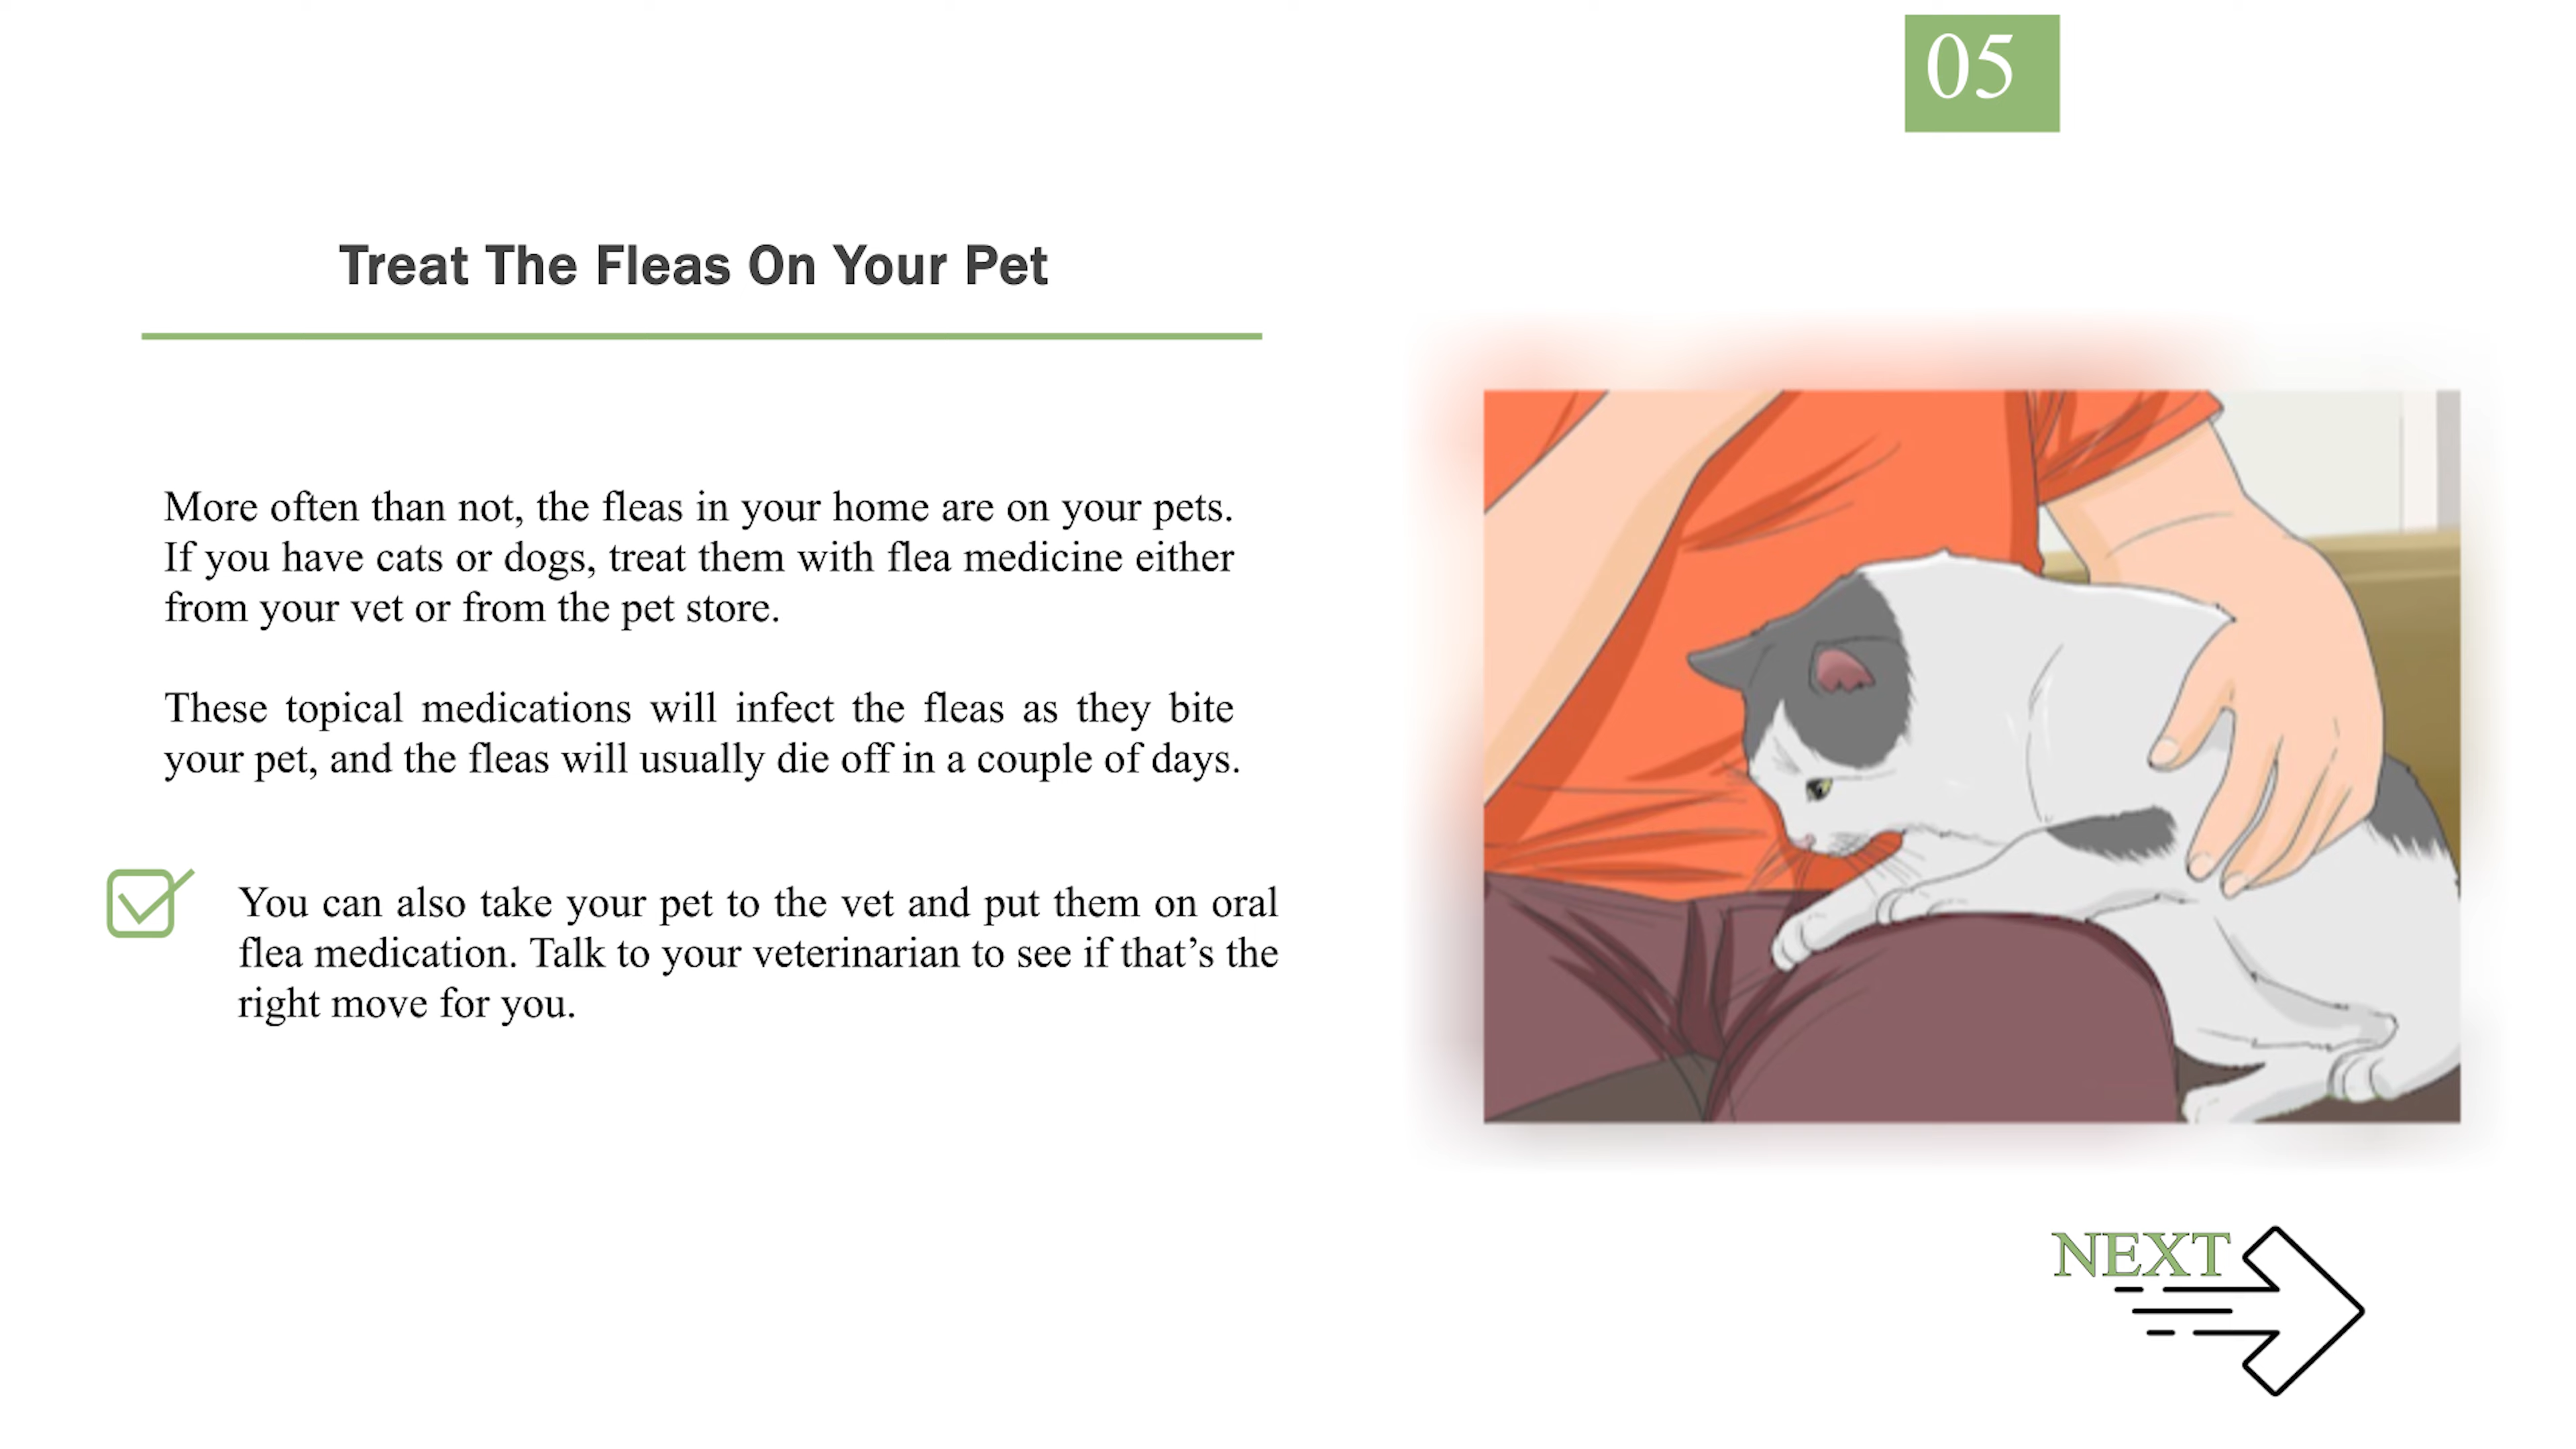 05
Treat The Fleas On Your Pet
More often than not, the fleas in your home are on your pets.
If you have cats or dogs, treat them with flea medicine either
from your vet or from the pet store.
These topical medications will infect the fleas as they bite
your pet, and the fleas will usually die off in a couple of days.
You can also take your pet to the vet and put them on oral
flea medication. Talk to your veterinarian to see if that’s the
right move for you.
NEXT